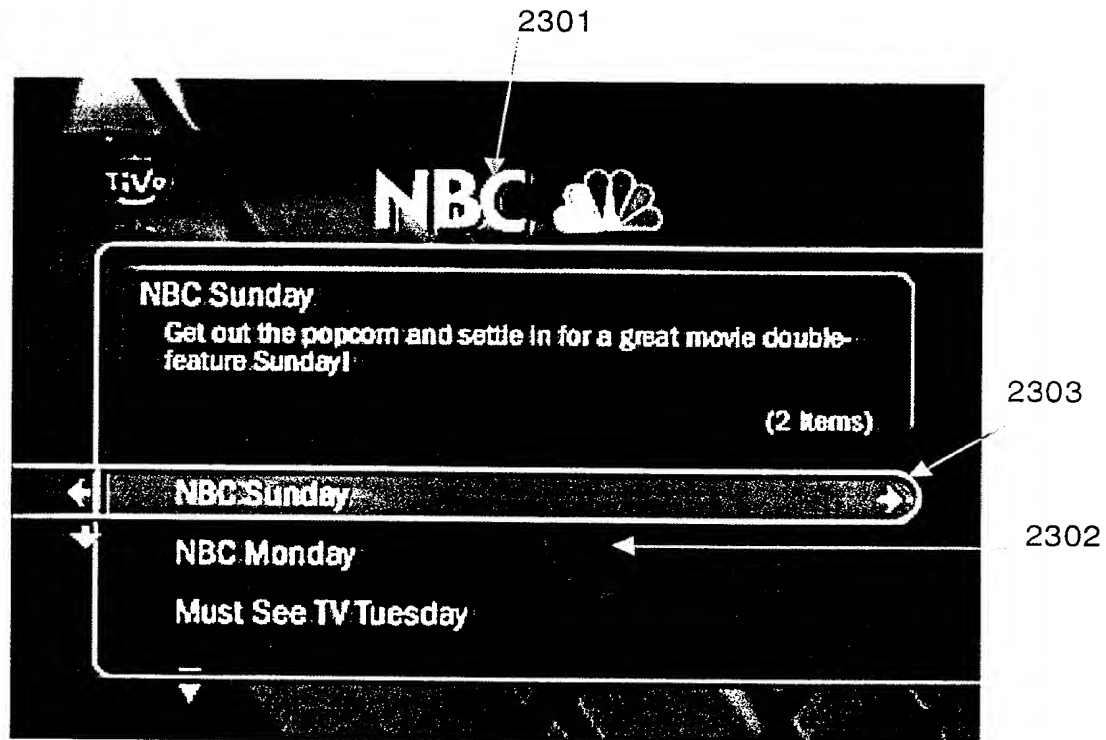 2301
TiVo
NBC
NBC Sunday
Get out the popcorn and settle in for a great movie double-
feature Sunday!
(2 Items)
2303
NBC Sunday
2302
NBC Monday
Must See TV Tuesday